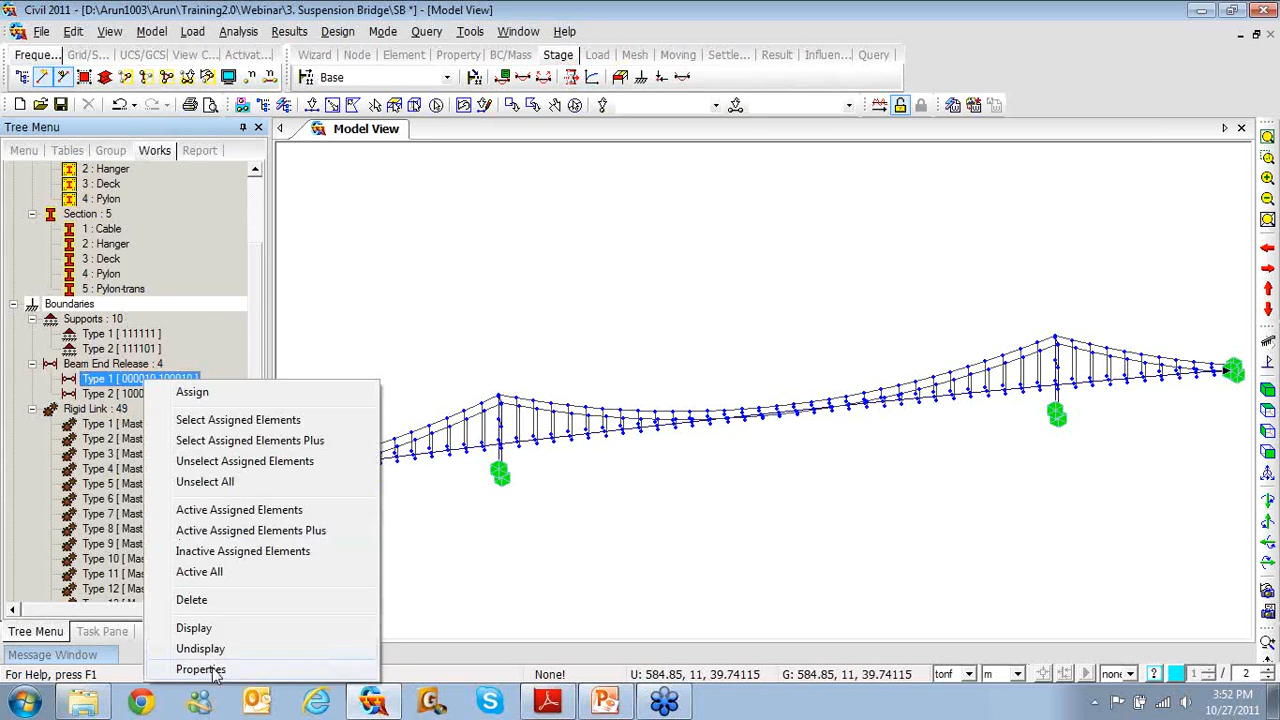 Civil 2011 - [D:\Arun1003\Arun\Training2.0\Webinar\3. Suspension Bridge\SB *] - [Model View]
File Edit View Model Load Analysis Results Design Mode Query Tools Window Help
Freque... Grid/S... UCS/GCS View C... Activat... Wizard Node Element Property BC/Mass Stage Load Mesh Moving Settle... Result Influen... Query
Base
Tree Menu
Model View
Menu Tables Group Works Report
2 : Hanger
3 : Deck
4 : Pylon
Section : 5
1 : Cable
2 : Hanger
3 : Deck
4 : Pylon
5 : Pylon-trans
Boundaries
Supports : 10
Type 1 [ 111111 ]
Type 2 [ 111101 ]
Beam End Release : 4
Type 1 [ 000010 100010 ]
Type 2 [ 1000
Rigid Link : 49
Type 1 [ Mast
Type 2 [ Mast
Type 3 [ Mast
Type 4 [ Mast
Type 5 [ Mast
Type 6 [ Mast
Type 7 [ Mast
Type 8 [ Mast
Type 9 [ Mast
Type 10 [ Mas
Type 11 [ Mas
Type 12 [ Mas
Assign
Select Assigned Elements
Select Assigned Elements Plus
Unselect Assigned Elements
Unselect All
Active Assigned Elements
Active Assigned Elements Plus
Inactive Assigned Elements
Active All
Delete
Display
Undisplay
Properties
Tree Menu Task Pane
Message Window
For Help, press F1
None: U: 584.85, 11, 39.74115 G: 584.85, 11, 39.74115 tonf m none 1 / 2
3:52 PM
10/27/2011